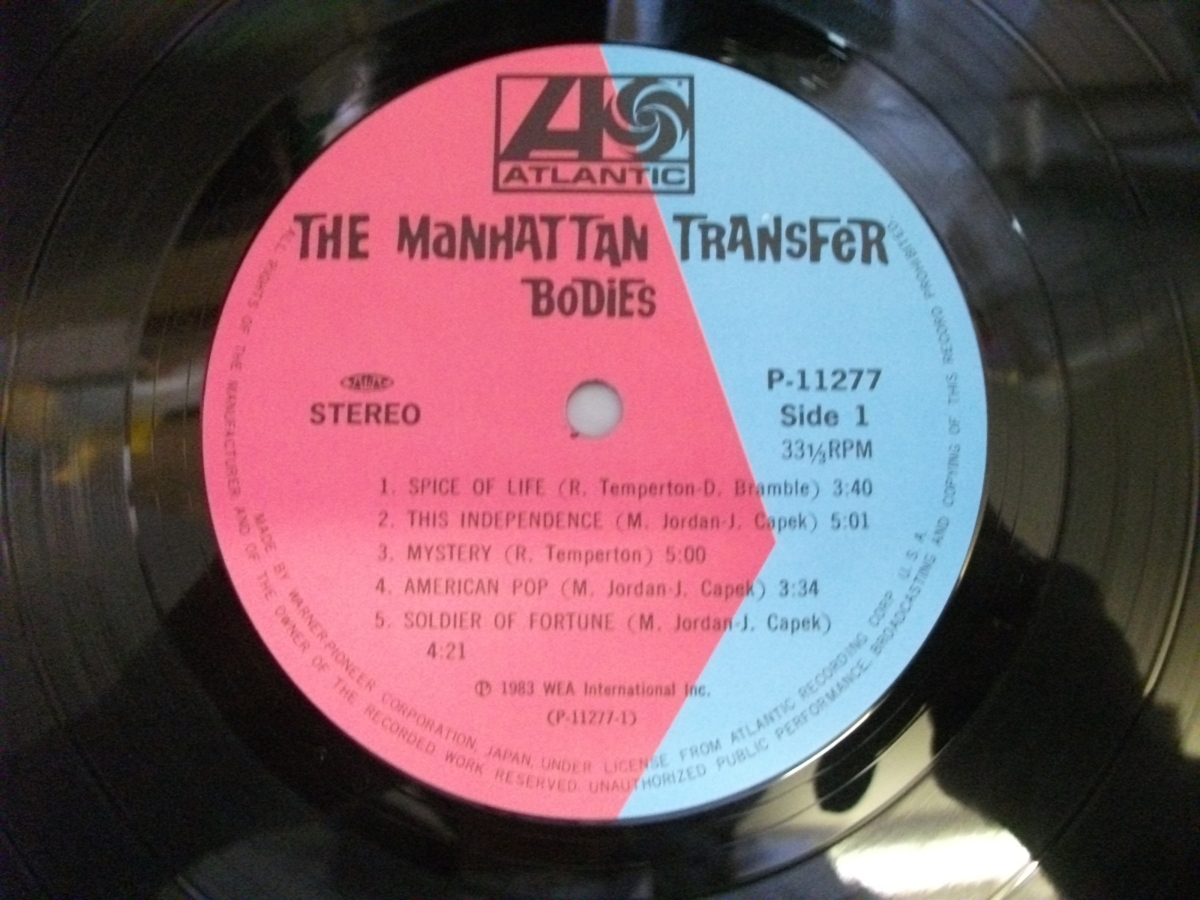 ATLANTIC
THE MaNHATTAN TRANSFeR
BoDiEs
STEREO
P-11277
Side 1
33⅓RPM
1. SPICE OF LIFE (R. Temperton-D. Bramble) 3:40
2. THIS INDEPENDENCE (M. Jordan-J. Capek) 5:01
3. MYSTERY (R. Temperton) 5:00
4. AMERICAN POP (M. Jordan-J. Capek) 3:34
5. SOLDIER OF FORTUNE (M. Jordan-J. Capek)
4:21
Ⓟ 1983 WEA International Inc.
(P-11277-1)
MADE BY WARNER-PIONEER CORPORATION, JAPAN, UNDER LICENSE FROM ATLANTIC RECORDING CORP. U.S.A.
ALL RIGHTS OF THE MANUFACTURER AND OF THE OWNER OF THE RECORDED WORK RESERVED. UNAUTHORIZED PUBLIC PERFORMANCE, BROADCASTING AND COPYING OF THIS RECORD PROHIBITED.